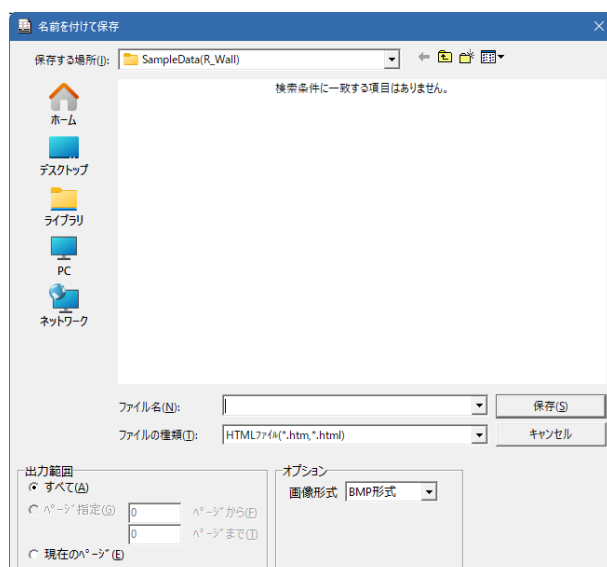 名前を付けて保存
保存する場所(I): SampleData(R_Wall)
検索条件に一致する項目はありません。
ホーム
デスクトップ
ライブラリ
PC
ネットワーク
ファイル名(N):
保存(S)
ファイルの種類(T): HTMLファイル(*.htm,*.html)
キャンセル
出力範囲
すべて(A)
ページ指定(G) 0 ページから(F)
0 ページまで(T)
現在のページ(E)
オプション
画像形式 BMP形式